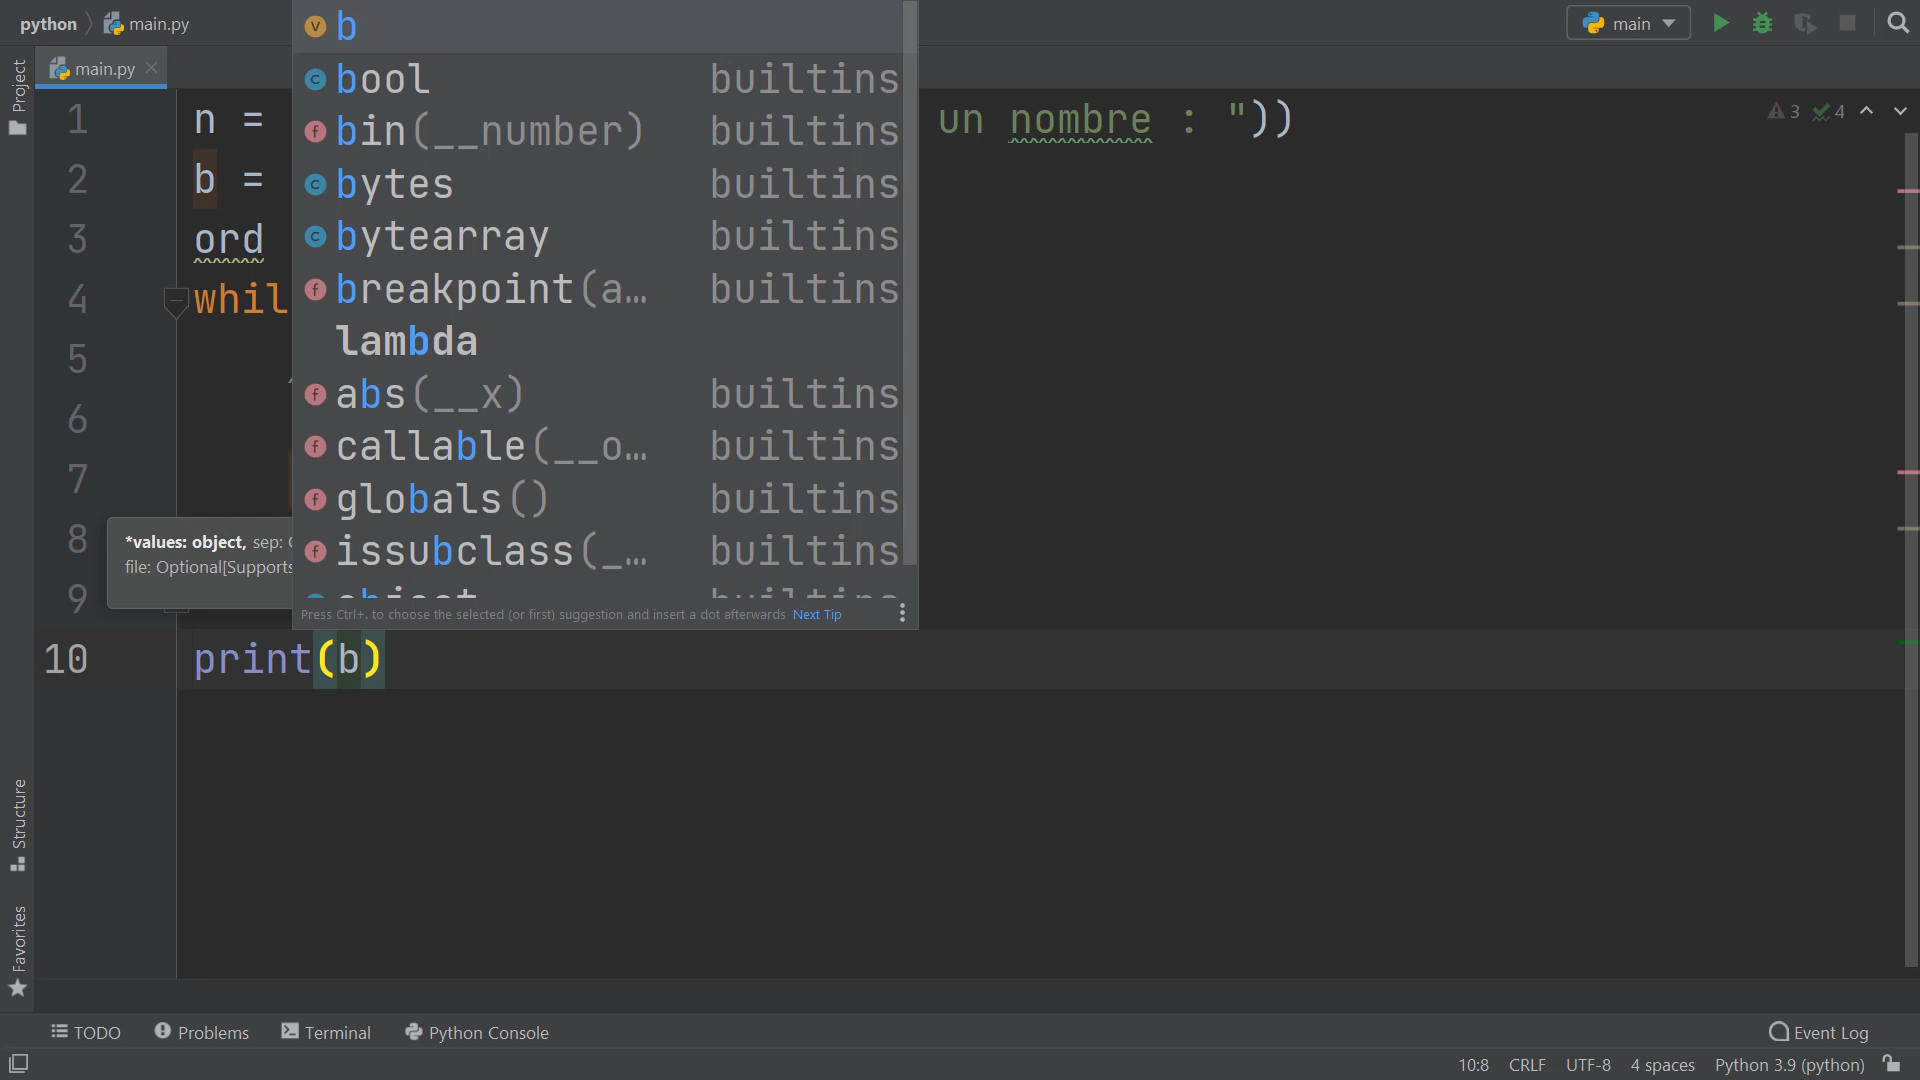 python main.py
main
main.py
Project
1 n = un nombre : "))
2 b =
3 ord
4 whil
5
6
7
8
9
10 print(b)
3 4
b
bool builtins
bin(__number) builtins
bytes builtins
bytearray builtins
breakpoint(a… builtins
lambda
abs(__x) builtins
callable(__o… builtins
globals() builtins
issubclass(_… builtins
Press Ctrl+. to choose the selected (or first) suggestion and insert a dot afterwards Next Tip
*values: object, sep:
file: Optional[Supports
Structure
Favorites
TODO Problems Terminal Python Console Event Log
10:8 CRLF UTF-8 4 spaces Python 3.9 (python)